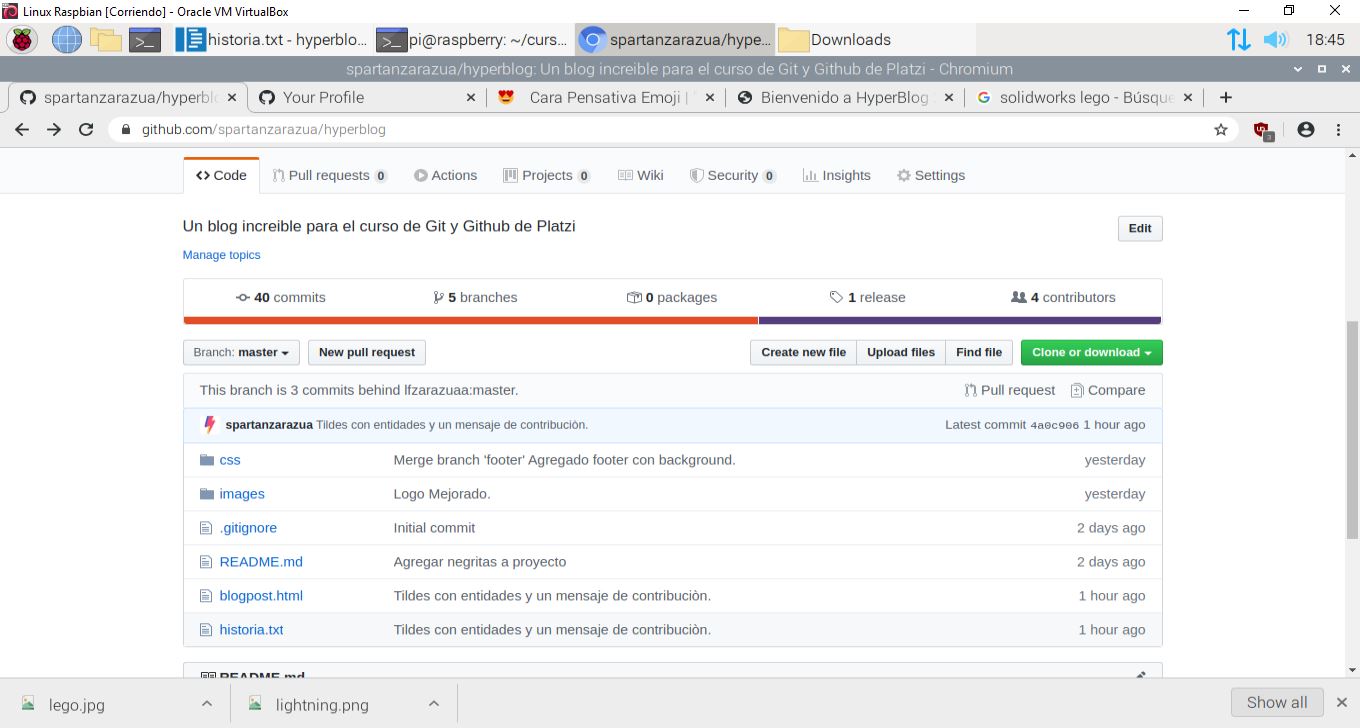 Linux Raspbian [Corriendo] - Oracle VM VirtualBox
historia.txt - hyperblo... pi@raspberry: ~/curs... spartanzarazua/hype... Downloads 18:45
spartanzarazua/hyperblog: Un blog increible para el curso de Git y Github de Platzi - Chromium
spartanzarazua/hyperblo Your Profile Cara Pensativa Emoji | Bienvenido a HyperBlog solidworks lego - Búsque
github.com/spartanzarazua/hyperblog
Code Pull requests 0 Actions Projects 0 Wiki Security 0 Insights Settings
Un blog increible para el curso de Git y Github de Platzi Edit
Manage topics
40 commits 5 branches 0 packages 1 release 4 contributors
Branch: master New pull request Create new file Upload files Find file Clone or download
This branch is 3 commits behind lfzarazuaa:master. Pull request Compare
spartanzarazua Tildes con entidades y un mensaje de contribuciòn. Latest commit 4a0c906 1 hour ago
css Merge branch 'footer' Agregado footer con background. yesterday
images Logo Mejorado. yesterday
.gitignore Initial commit 2 days ago
README.md Agregar negritas a proyecto 2 days ago
blogpost.html Tildes con entidades y un mensaje de contribuciòn. 1 hour ago
historia.txt Tildes con entidades y un mensaje de contribuciòn. 1 hour ago
README.md
lego.jpg lightning.png Show all